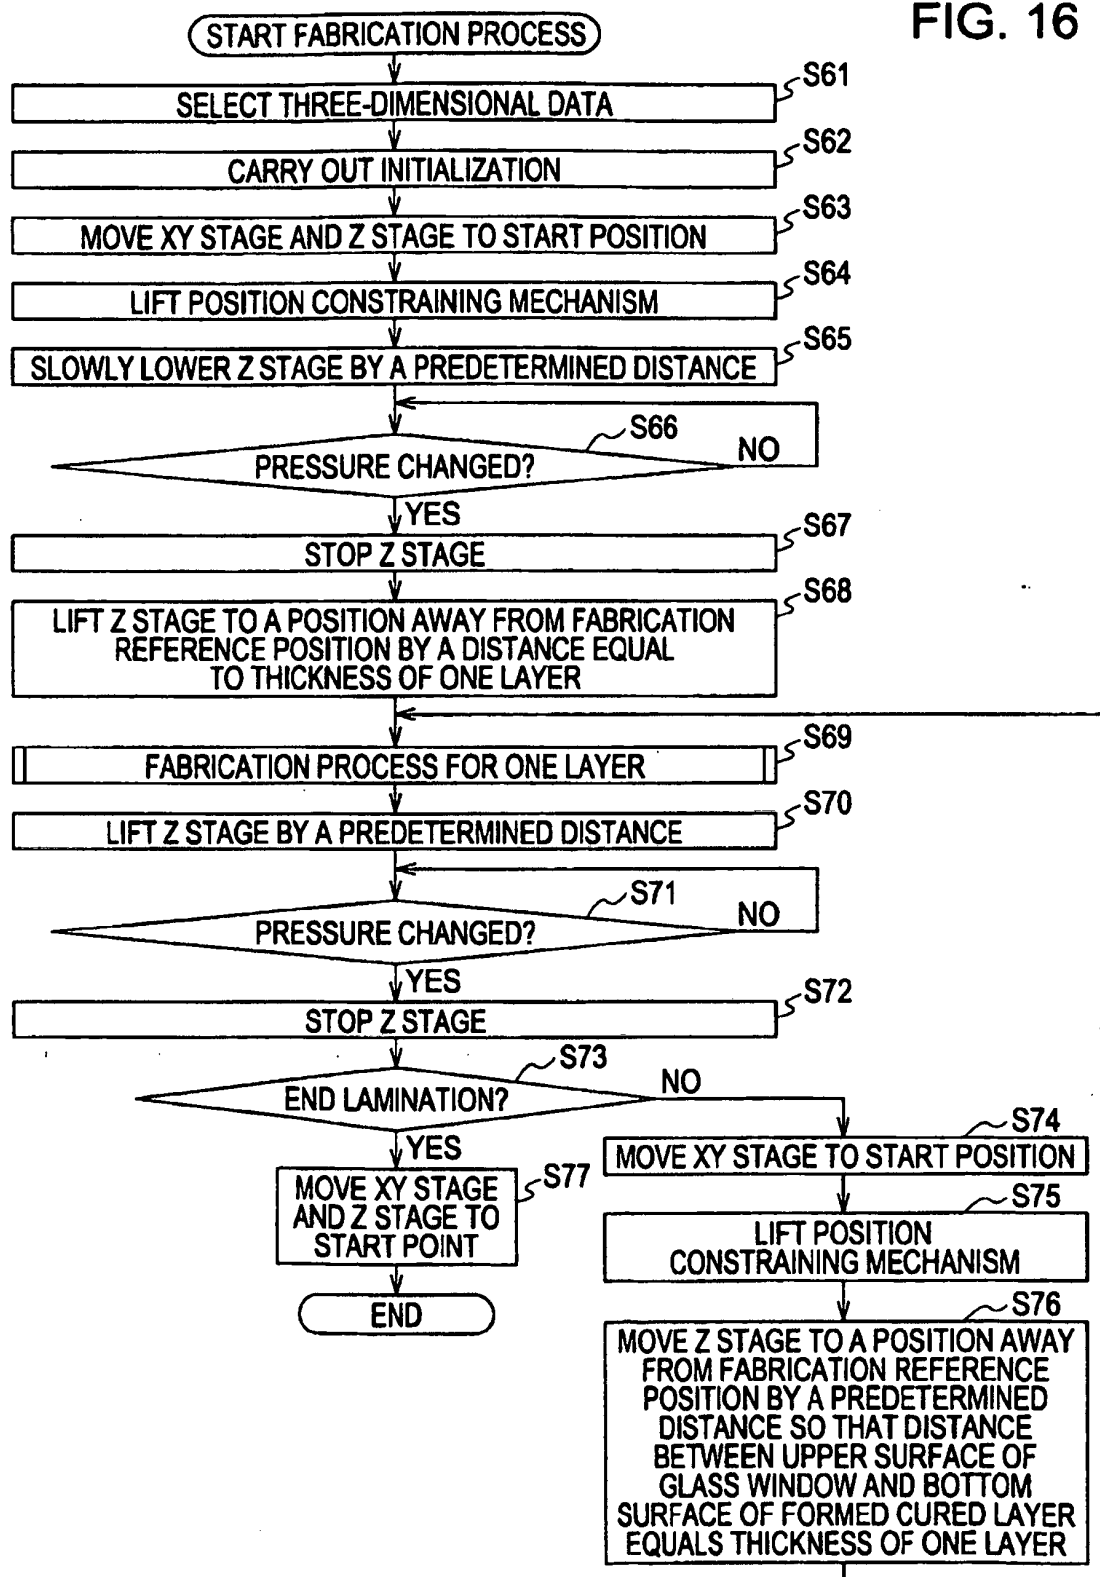 FIG. 16
START FABRICATION PROCESS
S61
SELECT THREE-DIMENSIONAL DATA
S62
CARRY OUT INITIALIZATION
S63
MOVE XY STAGE AND Z STAGE TO START POSITION
S64
LIFT POSITION CONSTRAINING MECHANISM
S65
SLOWLY LOWER Z STAGE BY A PREDETERMINED DISTANCE
S66
PRESSURE CHANGED?
NO
YES
S67
STOP Z STAGE
S68
LIFT Z STAGE TO A POSITION AWAY FROM FABRICATION
REFERENCE POSITION BY A DISTANCE EQUAL
TO THICKNESS OF ONE LAYER
S69
FABRICATION PROCESS FOR ONE LAYER
S70
LIFT Z STAGE BY A PREDETERMINED DISTANCE
S71
PRESSURE CHANGED?
NO
YES
S72
STOP Z STAGE
S73
END LAMINATION?
NO
YES
S74
MOVE XY STAGE TO START POSITION
S75
LIFT POSITION
CONSTRAINING MECHANISM
S76
MOVE Z STAGE TO A POSITION AWAY
FROM FABRICATION REFERENCE
POSITION BY A PREDETERMINED
DISTANCE SO THAT DISTANCE
BETWEEN UPPER SURFACE OF
GLASS WINDOW AND BOTTOM
SURFACE OF FORMED CURED LAYER
EQUALS THICKNESS OF ONE LAYER
S77
MOVE XY STAGE
AND Z STAGE TO
START POINT
END